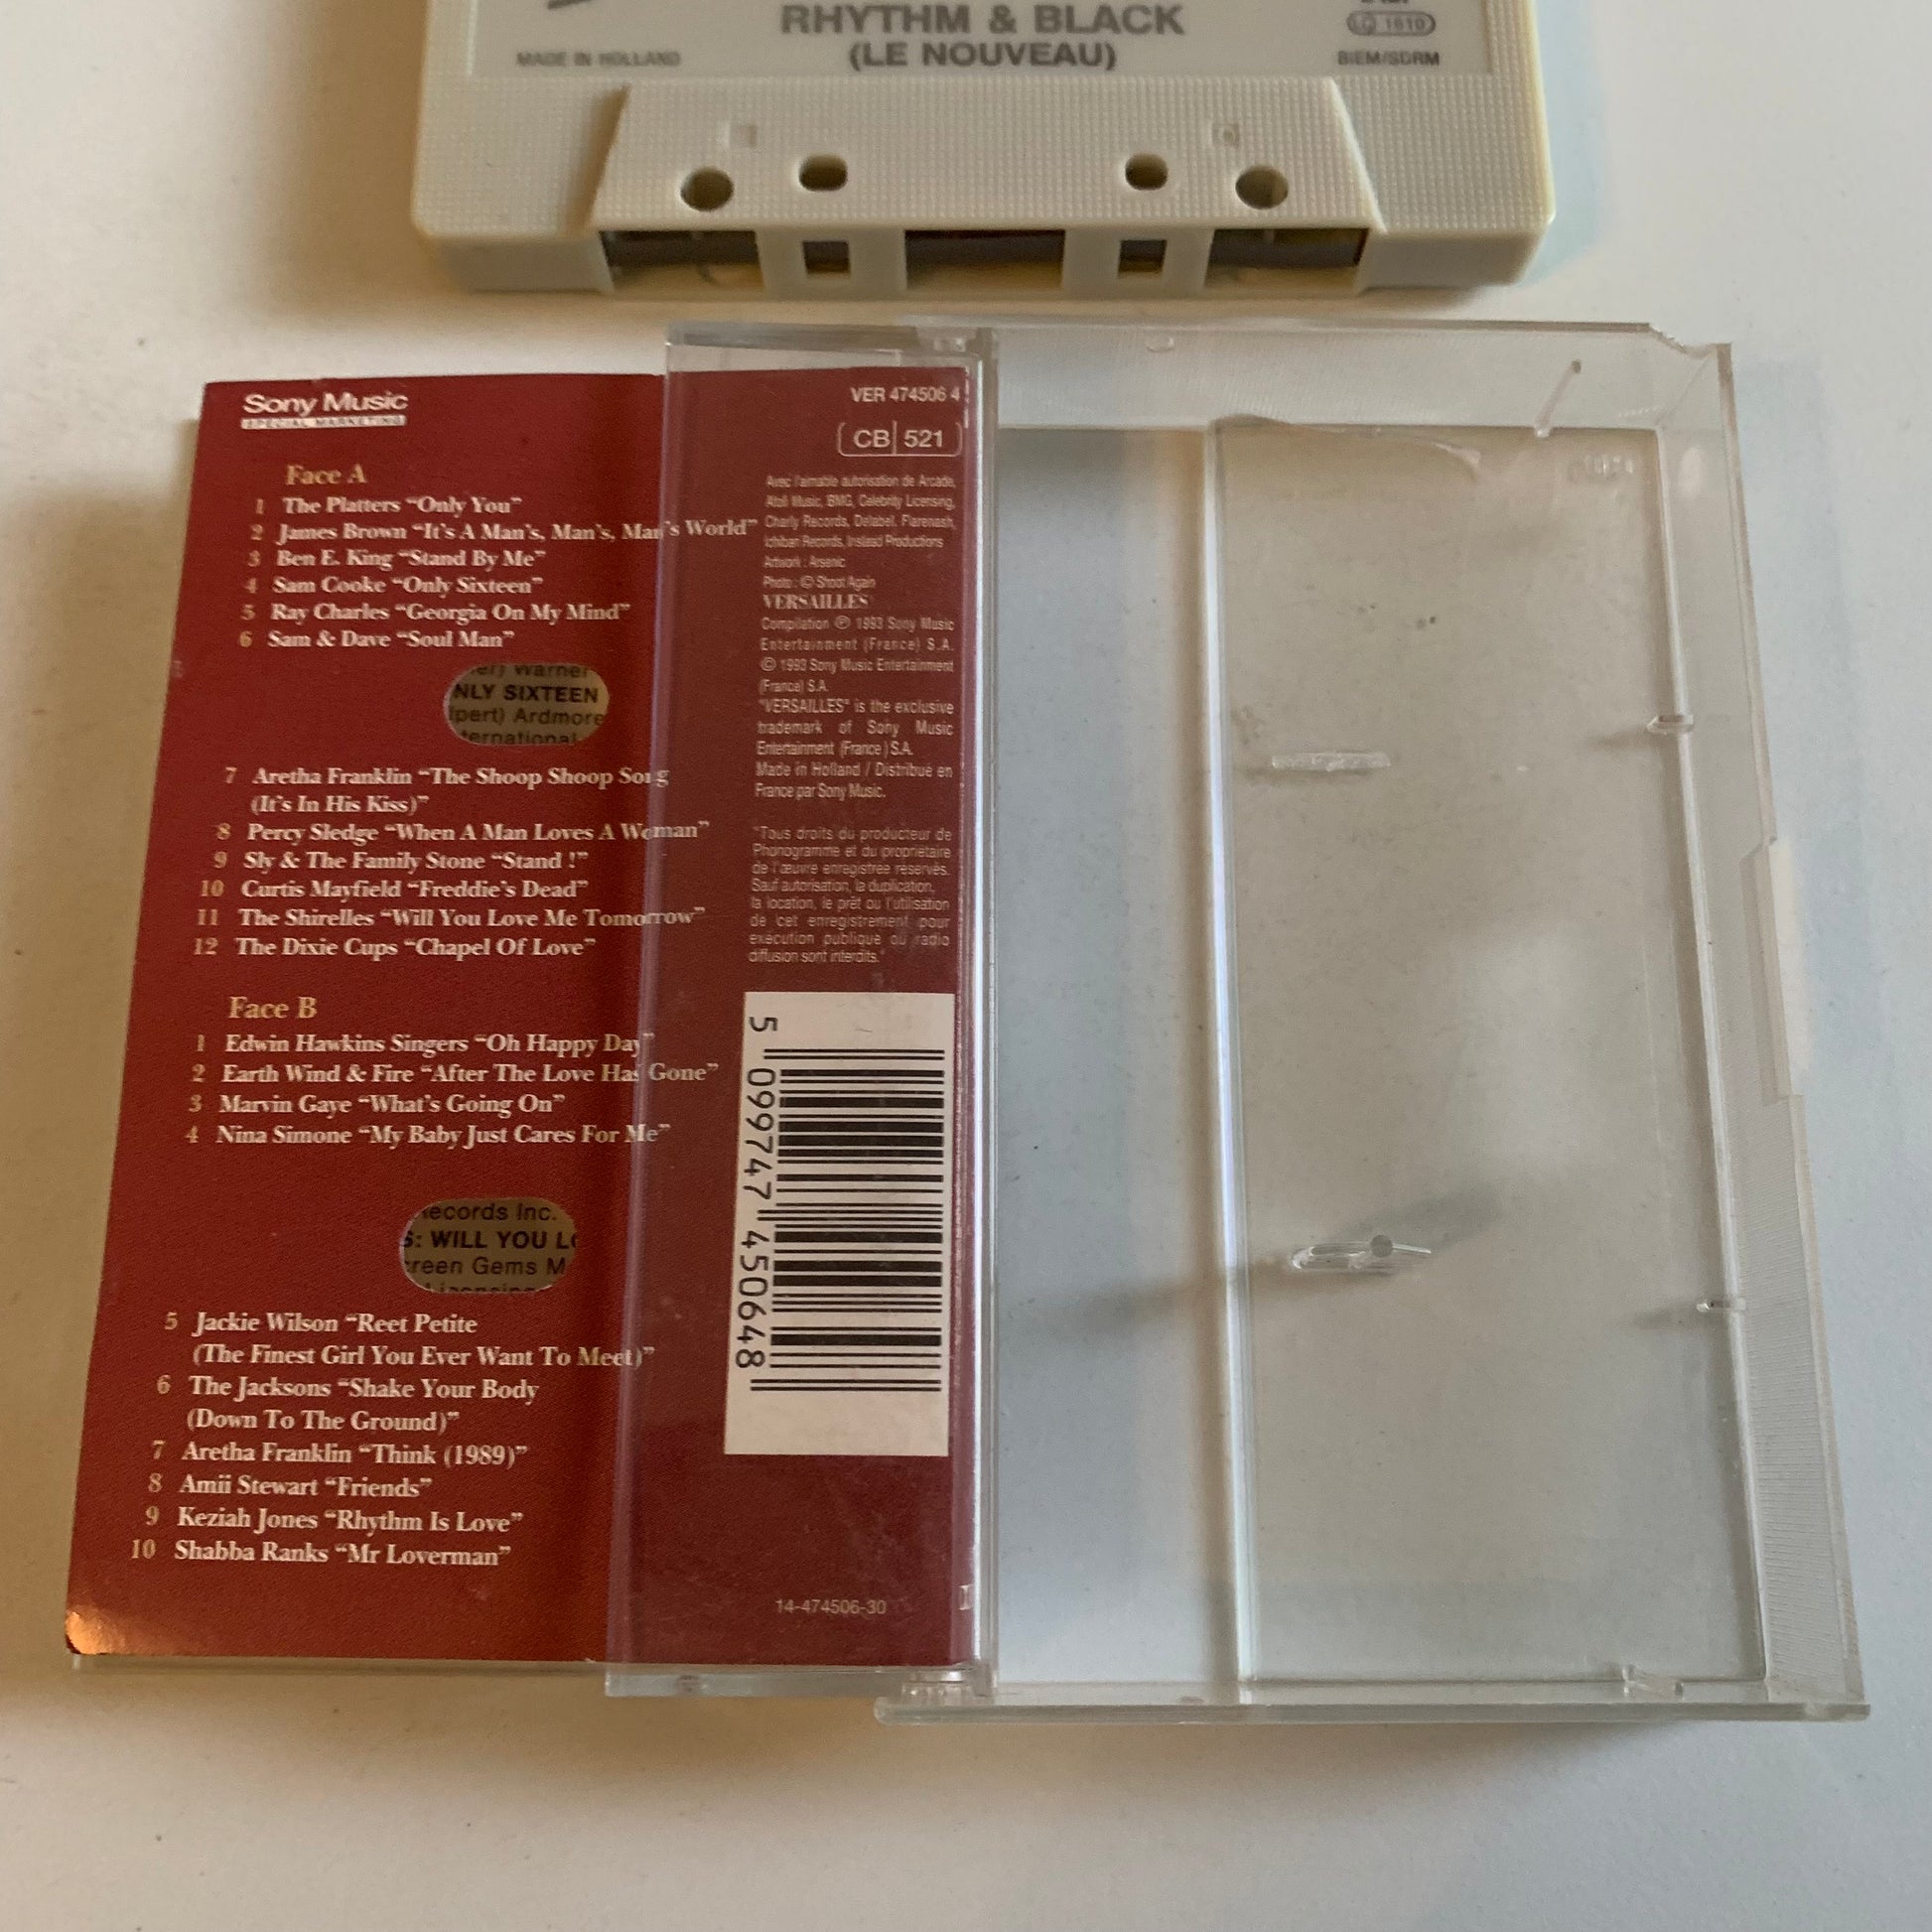 RHYTHM & BLACK
(LE NOUVEAU)
MADE IN HOLLAND
LC 1610
BIEM/SDRM
Sony Music
SPECIAL MARKETING
Face A
1 The Platters “Only You”
2 James Brown “It's A Man's, Man's, Man's World”
3 Ben E. King “Stand By Me”
4 Sam Cooke “Only Sixteen”
5 Ray Charles “Georgia On My Mind”
6 Sam & Dave “Soul Man”
Warner
NLY SIXTEEN
lpert) Ardmore
ternational
7 Aretha Franklin “The Shoop Shoop Song
(It's In His Kiss)”
8 Percy Sledge “When A Man Loves A Woman”
9 Sly & The Family Stone “Stand !”
10 Curtis Mayfield “Freddie's Dead”
11 The Shirelles “Will You Love Me Tomorrow”
12 The Dixie Cups “Chapel Of Love”
Face B
1 Edwin Hawkins Singers “Oh Happy Day”
2 Earth Wind & Fire “After The Love Has Gone”
3 Marvin Gaye “What's Going On”
4 Nina Simone “My Baby Just Cares For Me”
ecords Inc.
S: WILL YOU LO
creen Gems M
5 Jackie Wilson “Reet Petite
(The Finest Girl You Ever Want To Meet)”
6 The Jacksons “Shake Your Body
(Down To The Ground)”
7 Aretha Franklin “Think (1989)”
8 Amii Stewart “Friends”
9 Keziah Jones “Rhythm Is Love”
10 Shabba Ranks “Mr Loverman”
VER 474506 4
CB 521
Avec l'aimable autorisation de Arcade,
Atoll Music, BMG, Celebrity Licensing,
Charly Records, Delabel, Flarenash,
Ichiban Records, Instead Productions
Artwork : Arsenic
Photo : © Shoot Again
VERSAILLES
Compilation ℗ 1993 Sony Music
Entertainment (France) S.A.
© 1993 Sony Music Entertainment
(France) S.A.
"VERSAILLES" is the exclusive
trademark of Sony Music
Entertainment (France) S.A.
Made in Holland / Distribué en
France par Sony Music.
"Tous droits du producteur de
Phonogramme et du propriétaire
de l'œuvre enregistrée réservés.
Sauf autorisation, la duplication,
la location, le prêt ou l'utilisation
de cet enregistrement pour
exécution publique ou radio
diffusion sont interdits."
5 099747 450648
14-474506-30